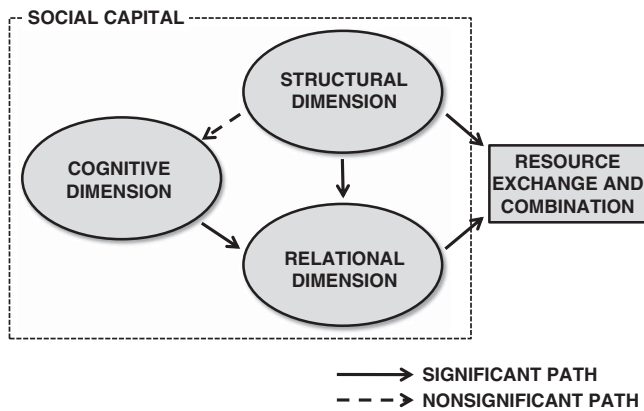 SOCIAL CAPITAL
STRUCTURAL
DIMENSION
COGNITIVE
DIMENSION
RESOURCE
EXCHANGE AND
COMBINATION
RELATIONAL
DIMENSION
SIGNIFICANT PATH
NONSIGNIFICANT PATH